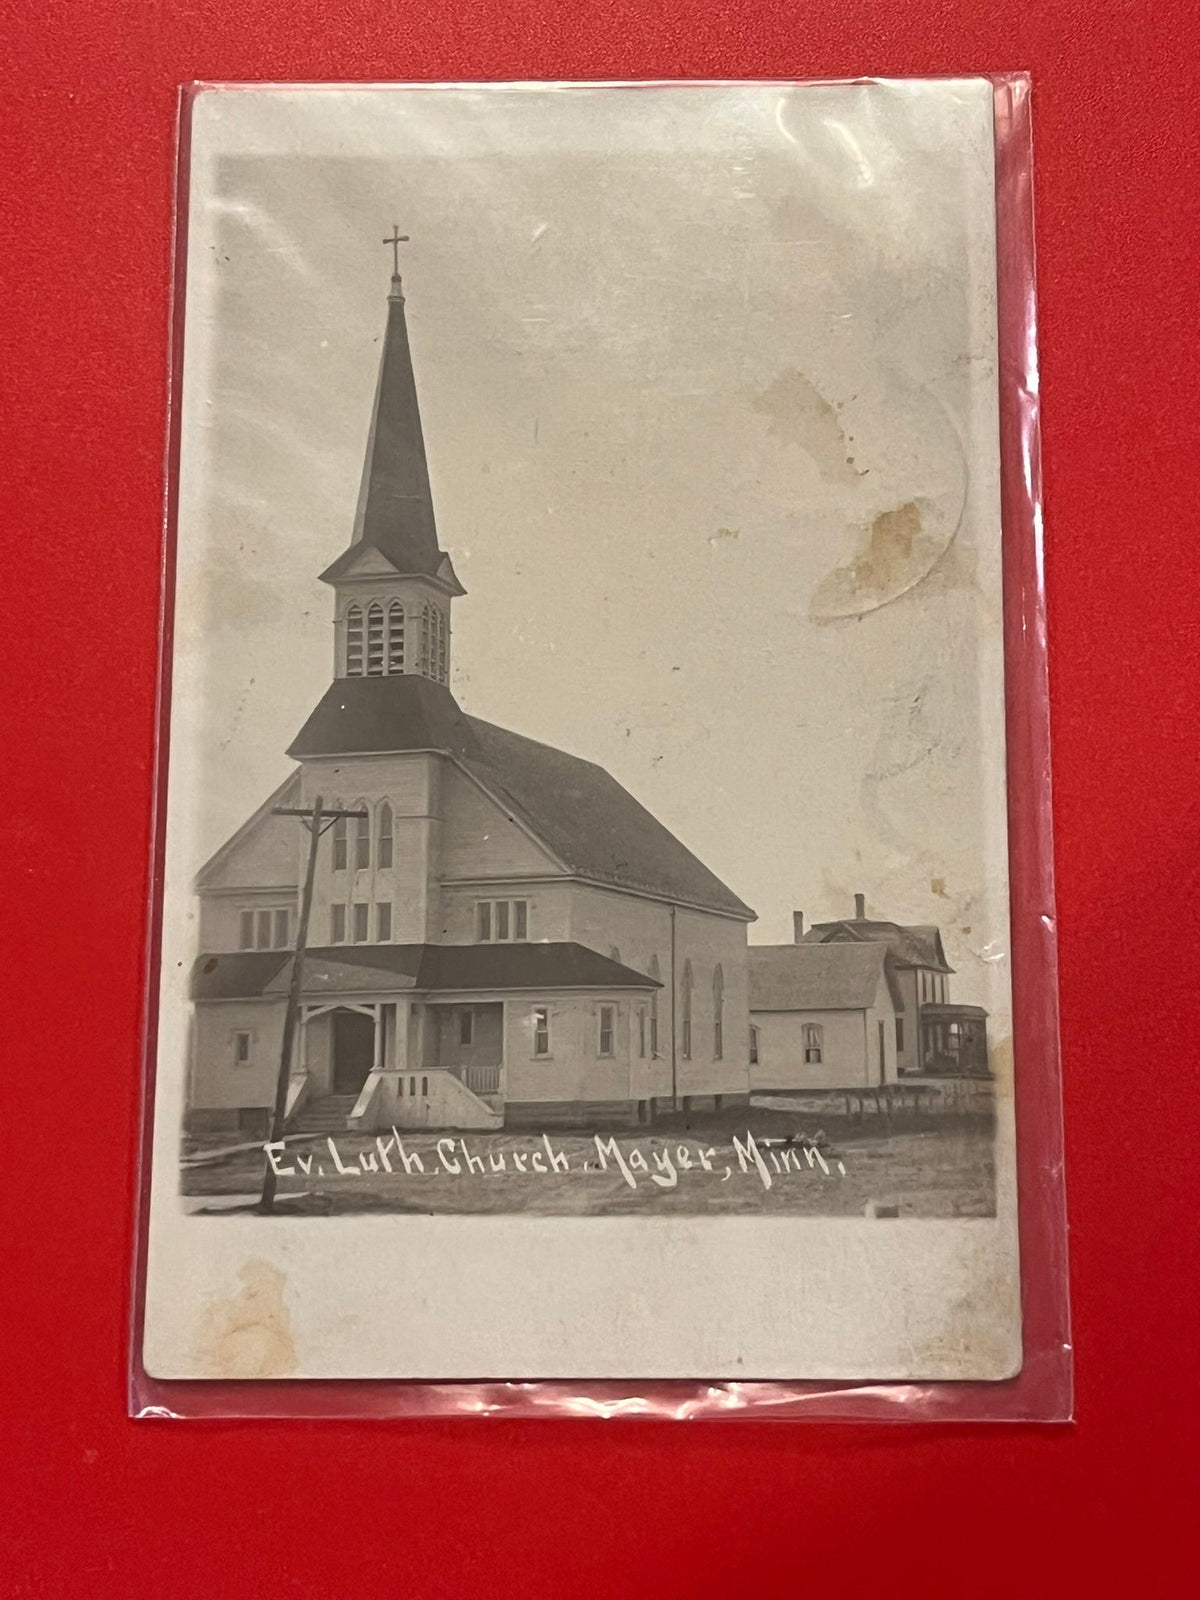 Ev. Luth. Church. Mayer, Minn.